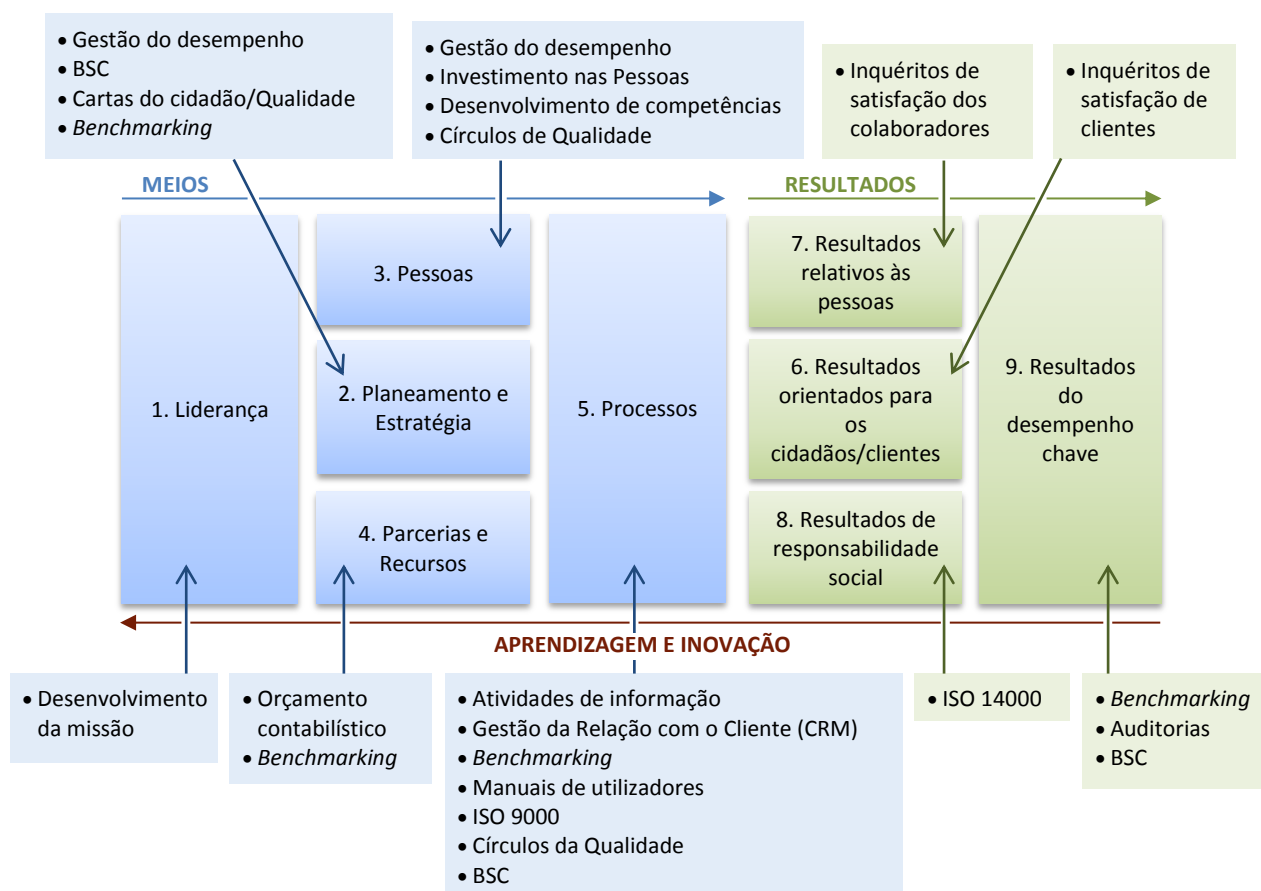 • Gestão do desempenho
• BSC
• Cartas do cidadão/Qualidade
• Benchmarking
• Gestão do desempenho
• Investimento nas Pessoas
• Desenvolvimento de competências
• Círculos de Qualidade
• Inquéritos de
satisfação dos
colaboradores
• Inquéritos de
satisfação de
clientes
MEIOS
RESULTADOS
1. Liderança
3. Pessoas
2. Planeamento e
Estratégia
4. Parcerias e
Recursos
5. Processos
7. Resultados
relativos às
pessoas
6. Resultados
orientados para
os
cidadãos/clientes
8. Resultados de
responsabilidade
social
9. Resultados
do
desempenho
chave
APRENDIZAGEM E INOVAÇÃO
• Desenvolvimento
da missão
• Orçamento
contabilístico
• Benchmarking
• Atividades de informação
• Gestão da Relação com o Cliente (CRM)
• Benchmarking
• Manuais de utilizadores
• ISO 9000
• Círculos da Qualidade
• BSC
• ISO 14000
• Benchmarking
• Auditorias
• BSC